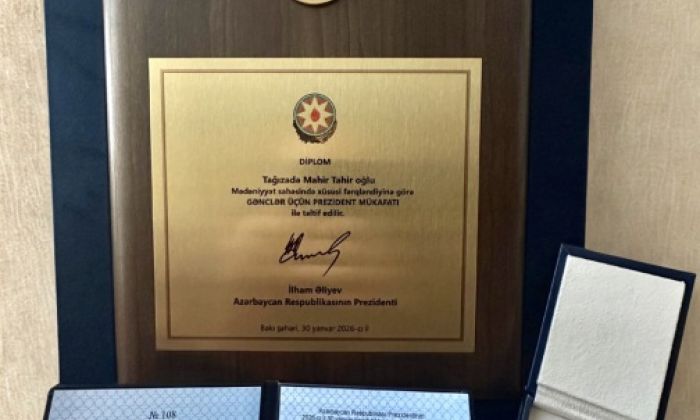 DİPLOM
Tağızadə Mahir Tahir oğlu
Mədəniyyət sahəsində xüsusi fərqləndiyinə görə
GƏNCLƏR ÜÇÜN PREZİDENT MÜKAFATI
ilə təltif edilir.
İlham Əliyev
Azərbaycan Respublikasının Prezidenti
Bakı şəhəri, 30 yanvar 2026-cı il
№ 108
Azərbaycan Respublikası Prezidentinin